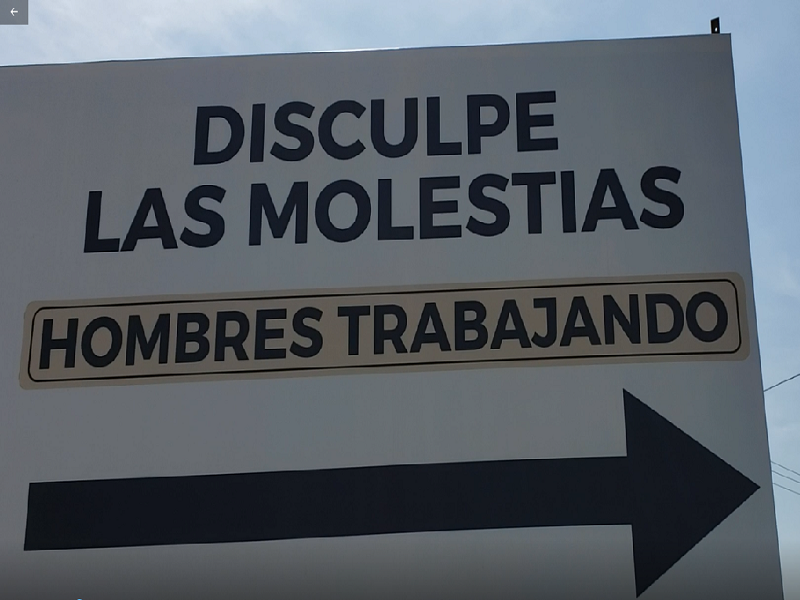 DISCULPE
LAS MOLESTIAS
HOMBRES TRABAJANDO